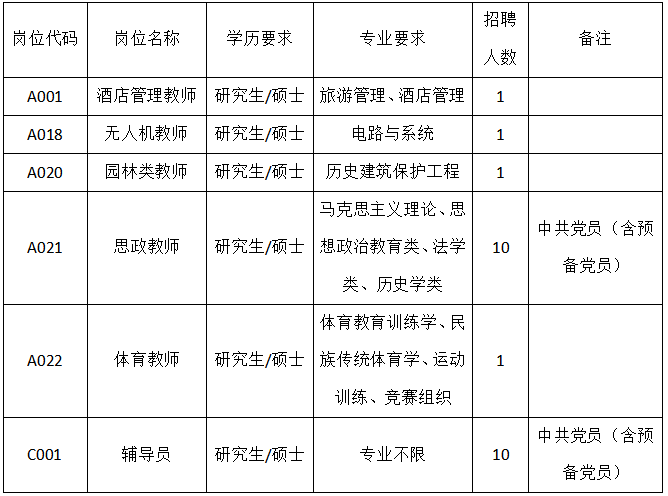 岗位代码 岗位名称 学历要求 专业要求 招聘人数 备注
A001 酒店管理教师 研究生/硕士 旅游管理、酒店管理 1
A018 无人机教师 研究生/硕士 电路与系统 1
A020 园林类教师 研究生/硕士 历史建筑保护工程 1
A021 思政教师 研究生/硕士 马克思主义理论、思想政治教育类、法学类、历史学类 10 中共党员（含预备党员）
A022 体育教师 研究生/硕士 体育教育训练学、民族传统体育学、运动训练、竞赛组织 1
C001 辅导员 研究生/硕士 专业不限 10 中共党员（含预备党员）